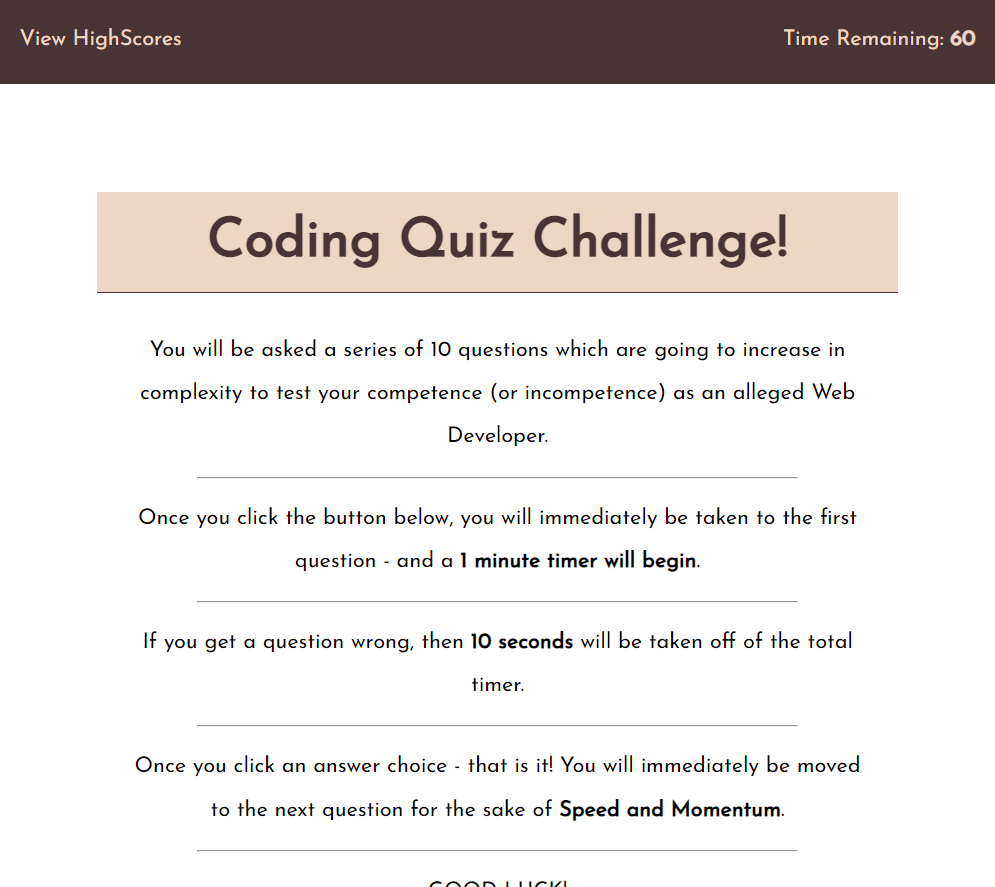 View HighScores
Time Remaining: 60
Coding Quiz Challenge!
You will be asked a series of 10 questions which are going to increase in
complexity to test your competence (or incompetence) as an alleged Web
Developer.
Once you click the button below, you will immediately be taken to the first
question - and a 1 minute timer will begin.
If you get a question wrong, then 10 seconds will be taken off of the total
timer.
Once you click an answer choice - that is it! You will immediately be moved
to the next question for the sake of Speed and Momentum.
GOOD LUCK!